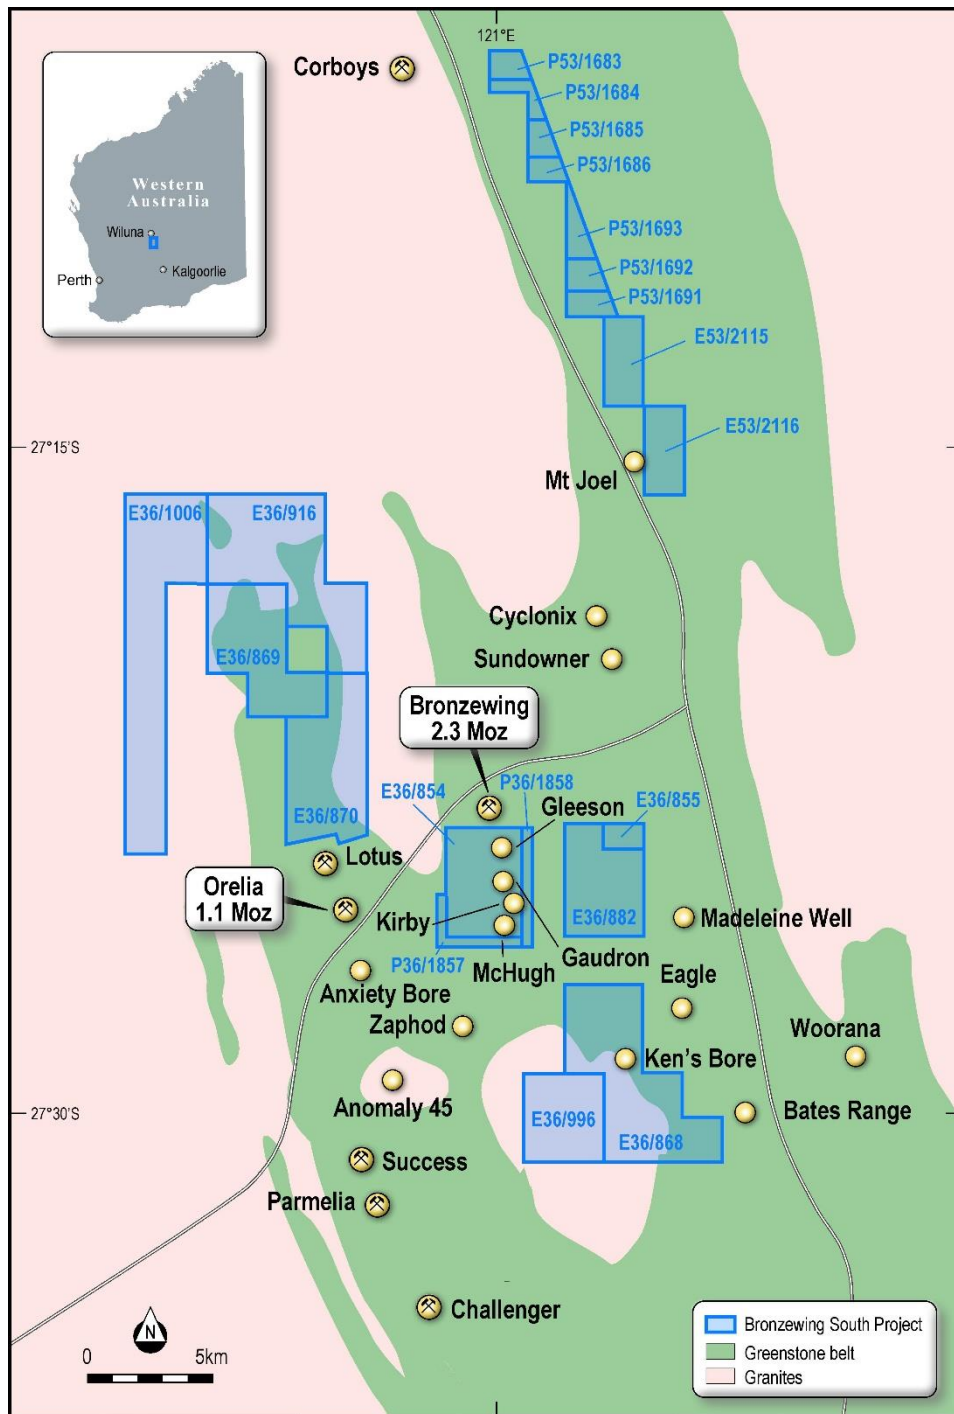 121°E
Corboys
P53/1683
P53/1684
P53/1685
P53/1686
Western
Australia
Wiluna
Kalgoorlie
Perth
P53/1693
P53/1692
P53/1691
E53/2115
E53/2116
27°15'S
Mt Joel
E36/1006
E36/916
Cyclonix
E36/869
Sundowner
Bronzewing
2.3 Moz
E36/854
P36/1858
E36/855
Gleeson
E36/870
Lotus
Orelia
1.1 Moz
Kirby
E36/882
Madeleine Well
P36/1857
McHugh
Gaudron
Anxiety Bore
Eagle
Zaphod
Woorana
Ken's Bore
Anomaly 45
27°30'S
E36/996
E36/868
Bates Range
Success
Parmelia
Challenger
N
0 5km
Bronzewing South Project
Greenstone belt
Granites